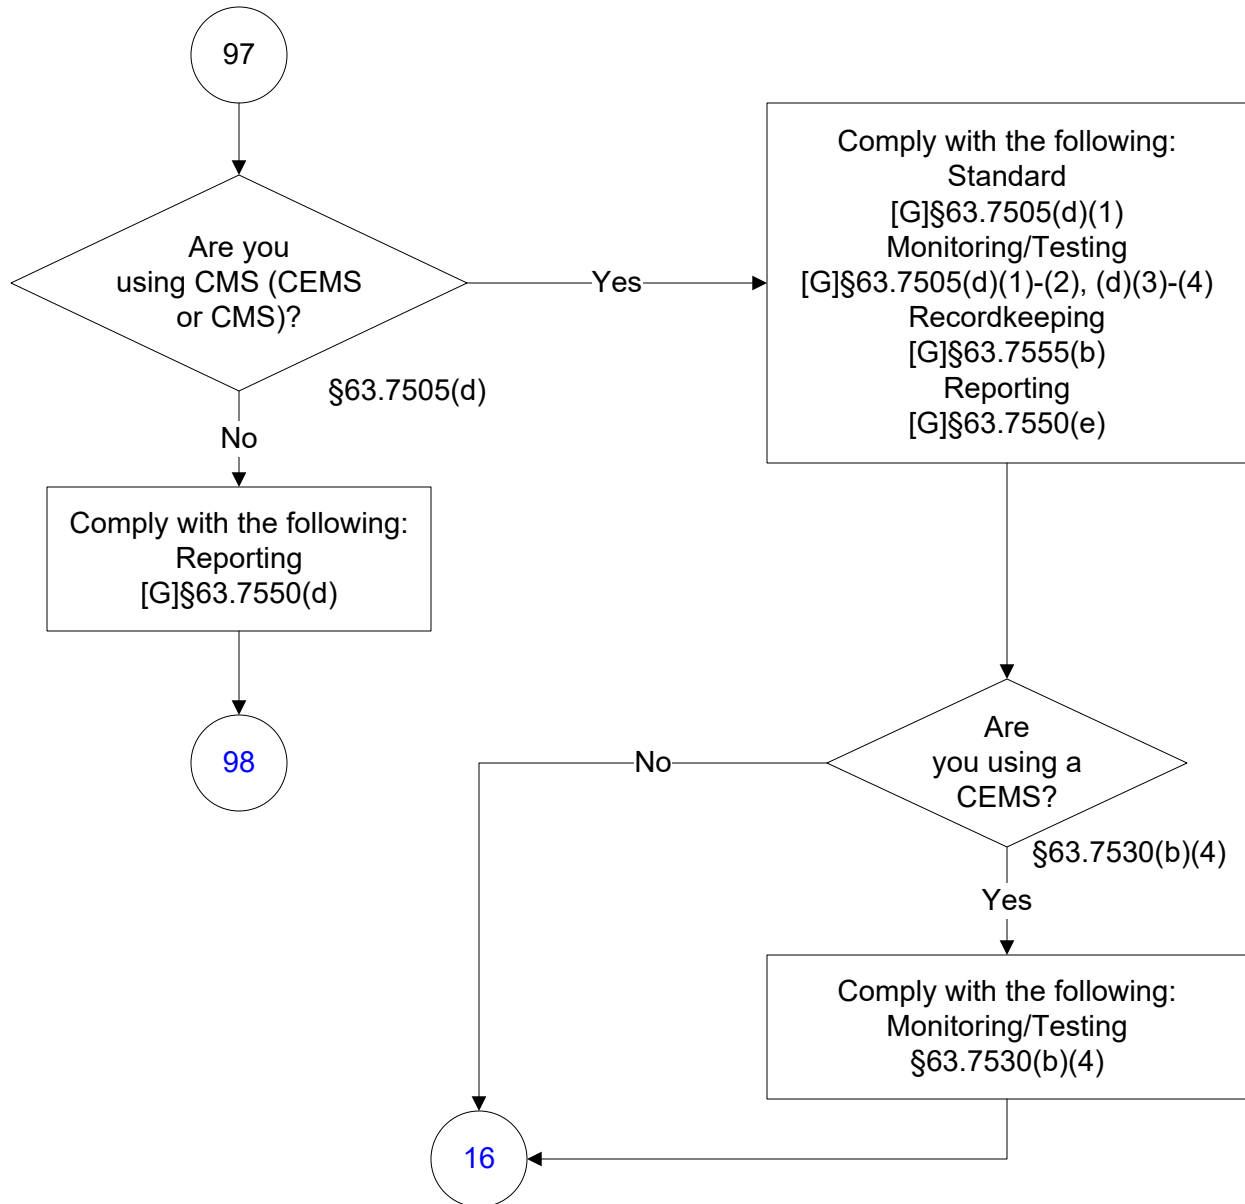 97
Are you
using CMS (CEMS
or CMS)?
§63.7505(d)
Yes
Comply with the following:
Standard
[G]§63.7505(d)(1)
Monitoring/Testing
[G]§63.7505(d)(1)-(2), (d)(3)-(4)
Recordkeeping
[G]§63.7555(b)
Reporting
[G]§63.7550(e)
No
Comply with the following:
Reporting
[G]§63.7550(d)
98
Are
you using a
CEMS?
§63.7530(b)(4)
No
Yes
Comply with the following:
Monitoring/Testing
§63.7530(b)(4)
16